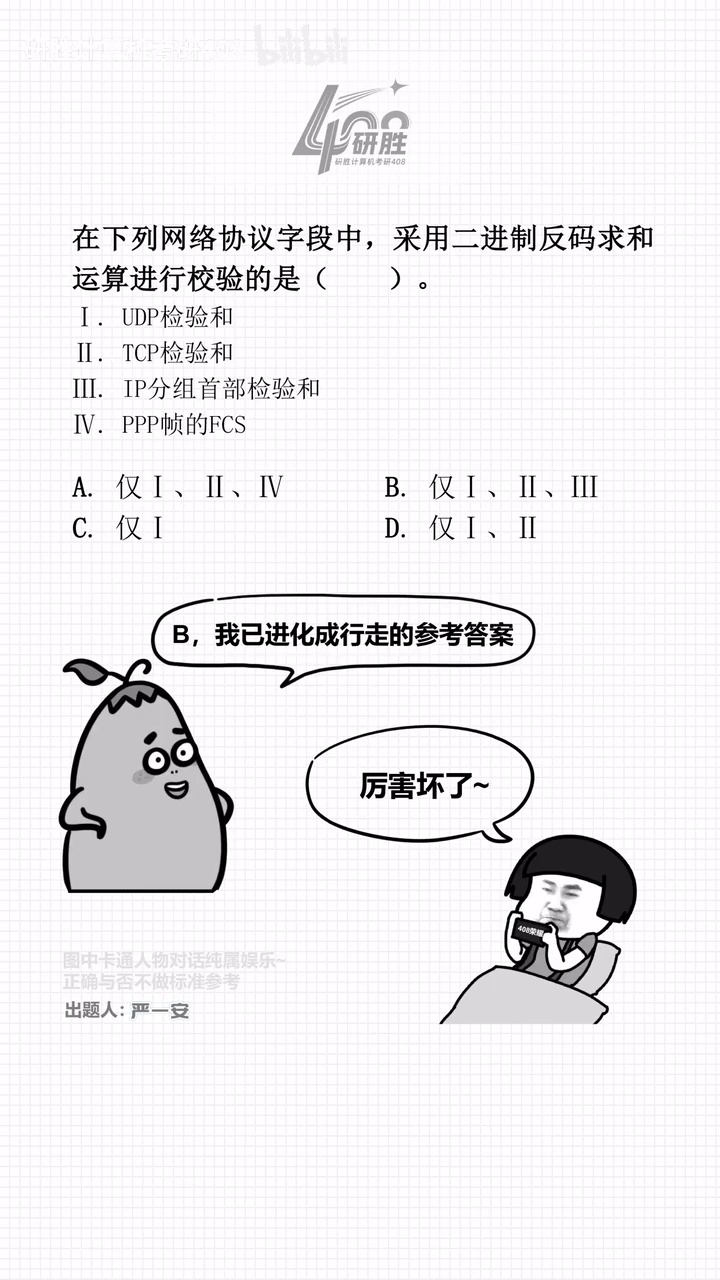 bilibili
408
研胜
研胜计算机考研408
在下列网络协议字段中，采用二进制反码求和
运算进行校验的是（　　）。
Ⅰ. UDP检验和
Ⅱ. TCP检验和
Ⅲ. IP分组首部检验和
Ⅳ. PPP帧的FCS
A. 仅Ⅰ、Ⅱ、Ⅳ
B. 仅Ⅰ、Ⅱ、Ⅲ
C. 仅Ⅰ
D. 仅Ⅰ、Ⅱ
B，我已进化成行走的参考答案
厉害坏了~
408荣耀
图中卡通人物对话纯属娱乐~
正确与否不做标准参考
出题人：严一安